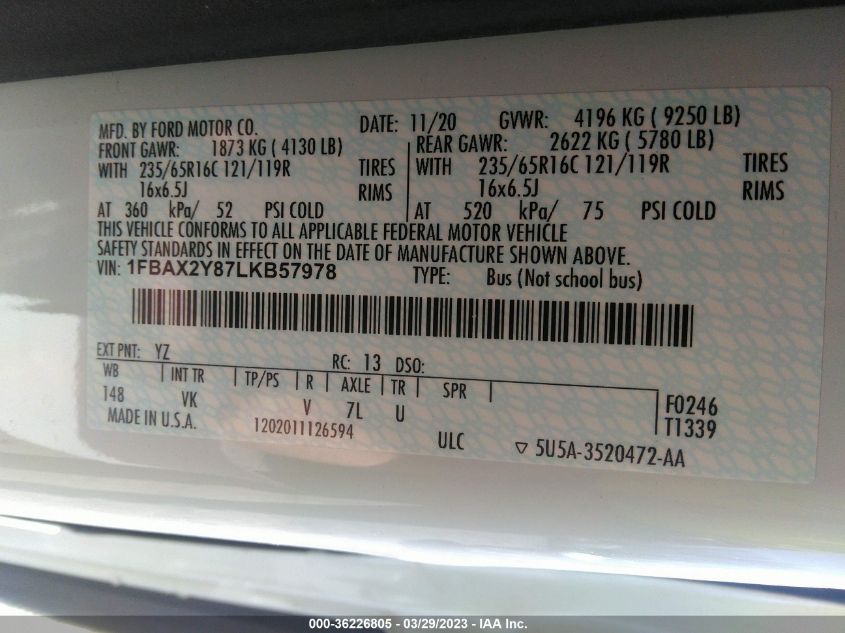 MFD. BY FORD MOTOR CO. DATE: 11/20 GVWR: 4196 KG ( 9250 LB)
FRONT GAWR: 1873 KG ( 4130 LB) REAR GAWR: 2622 KG ( 5780 LB)
WITH 235/65R16C 121/119R TIRES WITH 235/65R16C 121/119R TIRES
16x6.5J RIMS 16x6.5J RIMS
AT 360 kPa/ 52 PSI COLD AT 520 kPa/ 75 PSI COLD
THIS VEHICLE CONFORMS TO ALL APPLICABLE FEDERAL MOTOR VEHICLE
SAFETY STANDARDS IN EFFECT ON THE DATE OF MANUFACTURE SHOWN ABOVE.
VIN: 1FBAX2Y87LKB57978 TYPE: Bus (Not school bus)
EXT PNT: YZ RC: 13 DSO:
WB INT TR TP/PS R AXLE TR SPR
148 VK V 7L U F0246
MADE IN U.S.A. 1202011126594 T1339
ULC ▽ 5U5A-3520472-AA
000-36226805 - 03/29/2023 - IAA Inc.